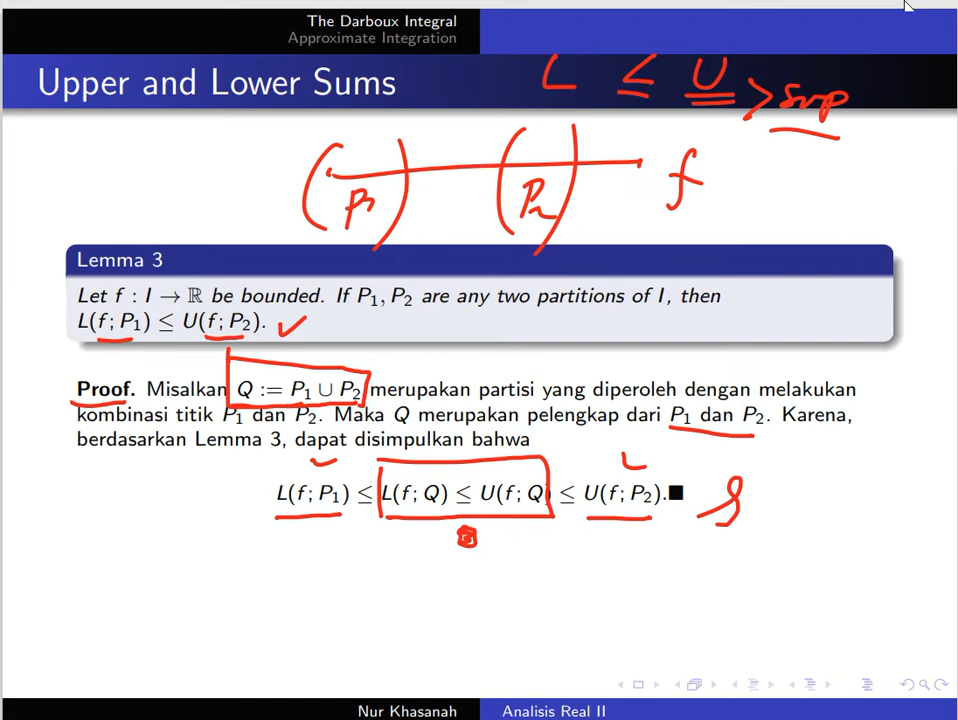 The Darboux Integral
Approximate Integration
Upper and Lower Sums
L ≤ U > sup
P1 P2 f
Lemma 3
Let f : I → ℝ be bounded. If P₁, P₂ are any two partitions of I, then
L(f; P₁) ≤ U(f; P₂).
Proof. Misalkan Q := P₁ ∪ P₂ merupakan partisi yang diperoleh dengan melakukan
kombinasi titik P₁ dan P₂. Maka Q merupakan pelengkap dari P₁ dan P₂. Karena,
berdasarkan Lemma 3, dapat disimpulkan bahwa
L(f; P₁) ≤ L(f; Q) ≤ U(f; Q) ≤ U(f; P₂).■
Nur Khasanah Analisis Real II